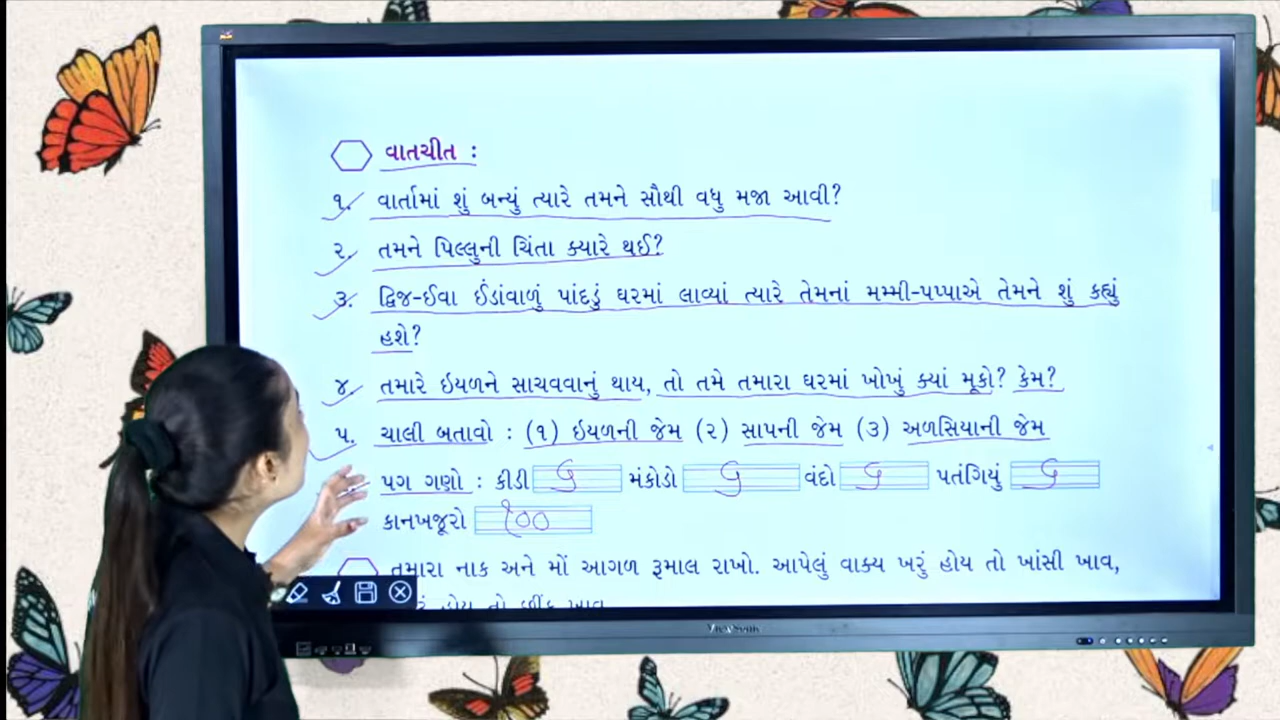 વાતચીત :
૧. વાર્તામાં શું બન્યું ત્યારે તમને સૌથી વધુ મજા આવી?
૨. તમને પિલ્લુની ચિંતા ક્યારે થઈ?
૩. દ્વિજ-ઈવા ઈંડાંવાળું પાંદડું ઘરમાં લાવ્યાં ત્યારે તેમનાં મમ્મી-પપ્પાએ તેમને શું કહ્યું
હશે?
૪. તમારે ઇયળને સાચવવાનું થાય, તો તમે તમારા ઘરમાં ખોખું ક્યાં મૂકો? કેમ?
૫. ચાલી બતાવો : (૧) ઇયળની જેમ (૨) સાપની જેમ (૩) અળસિયાની જેમ
પગ ગણો : કીડી ૬ મંકોડો ૬ વંદો ૬ પતંગિયું ૬
કાનખજૂરો ૧૦૦
તમારા નાક અને મોં આગળ રૂમાલ રાખો. આપેલું વાક્ય ખરું હોય તો ખાંસી ખાવ,
હોય તો છીંક ખાવ
ViewSonic